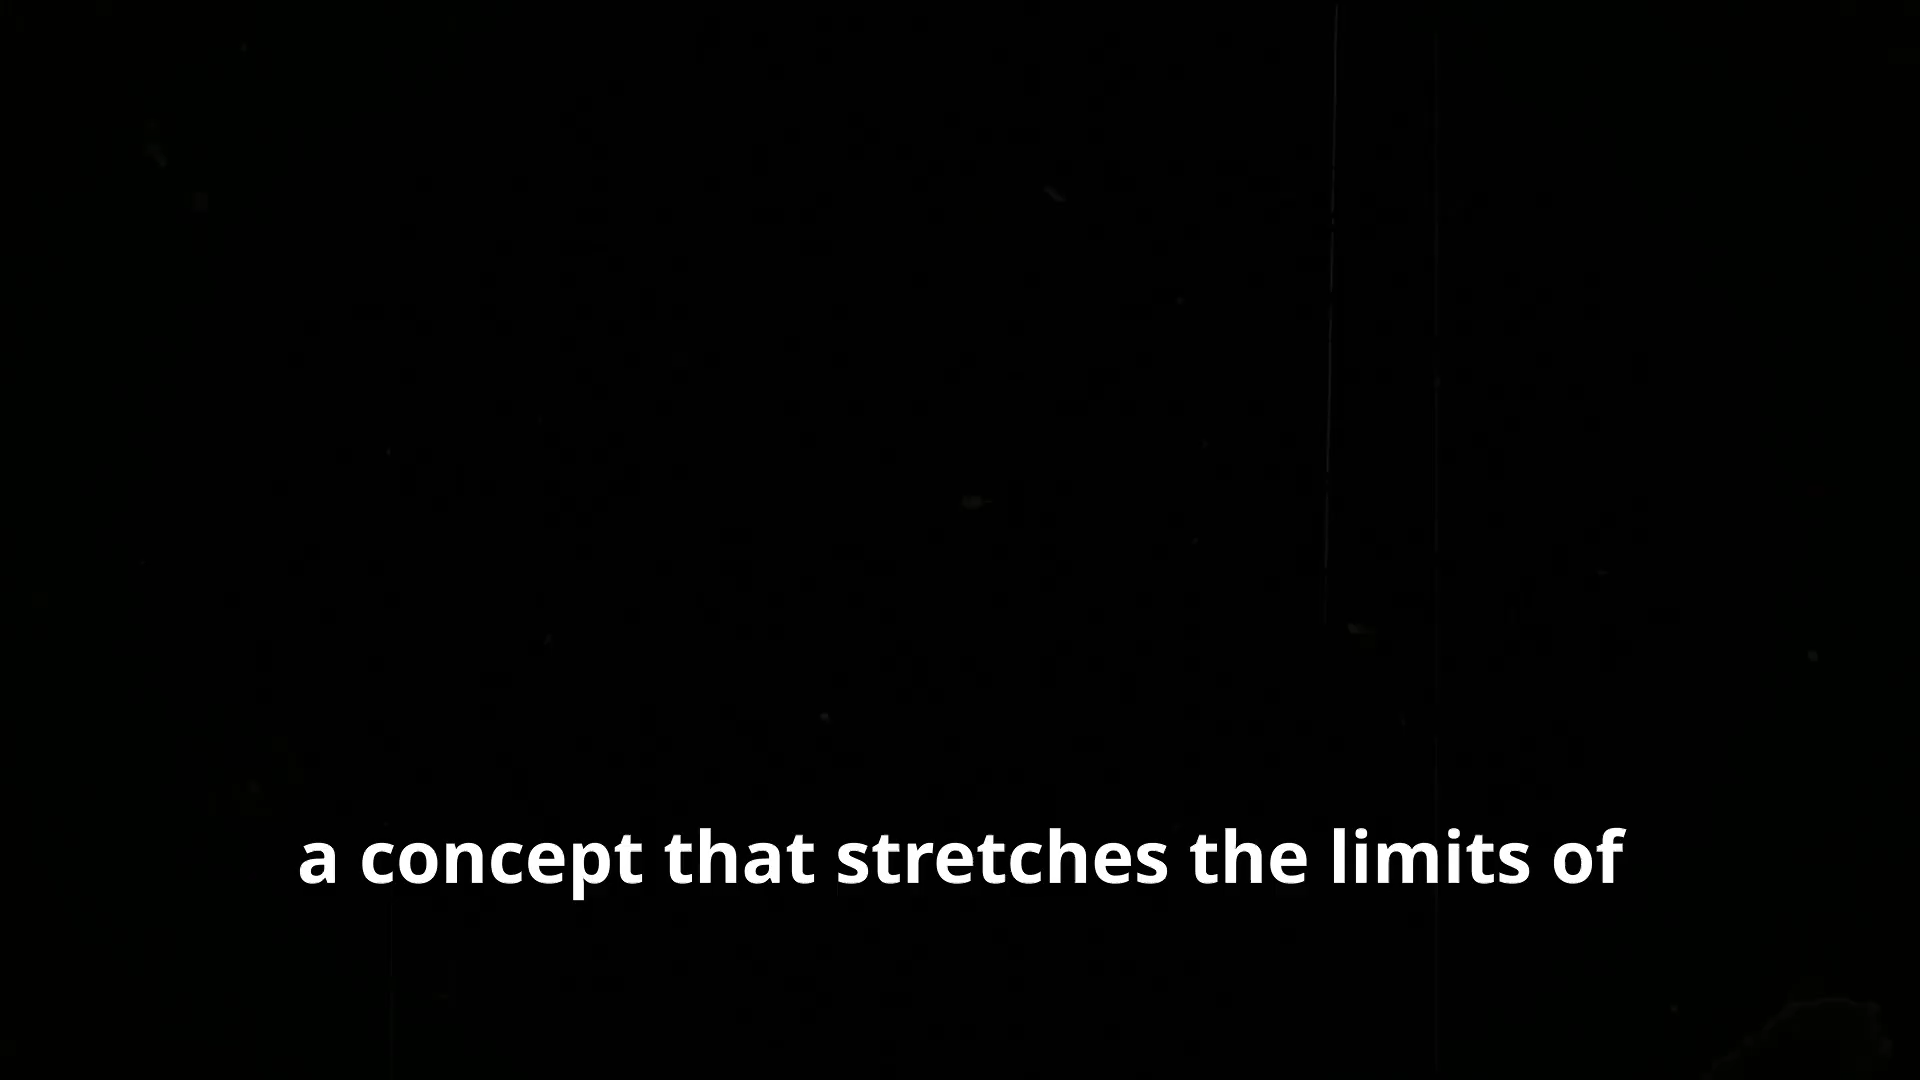 a concept that stretches the limits of